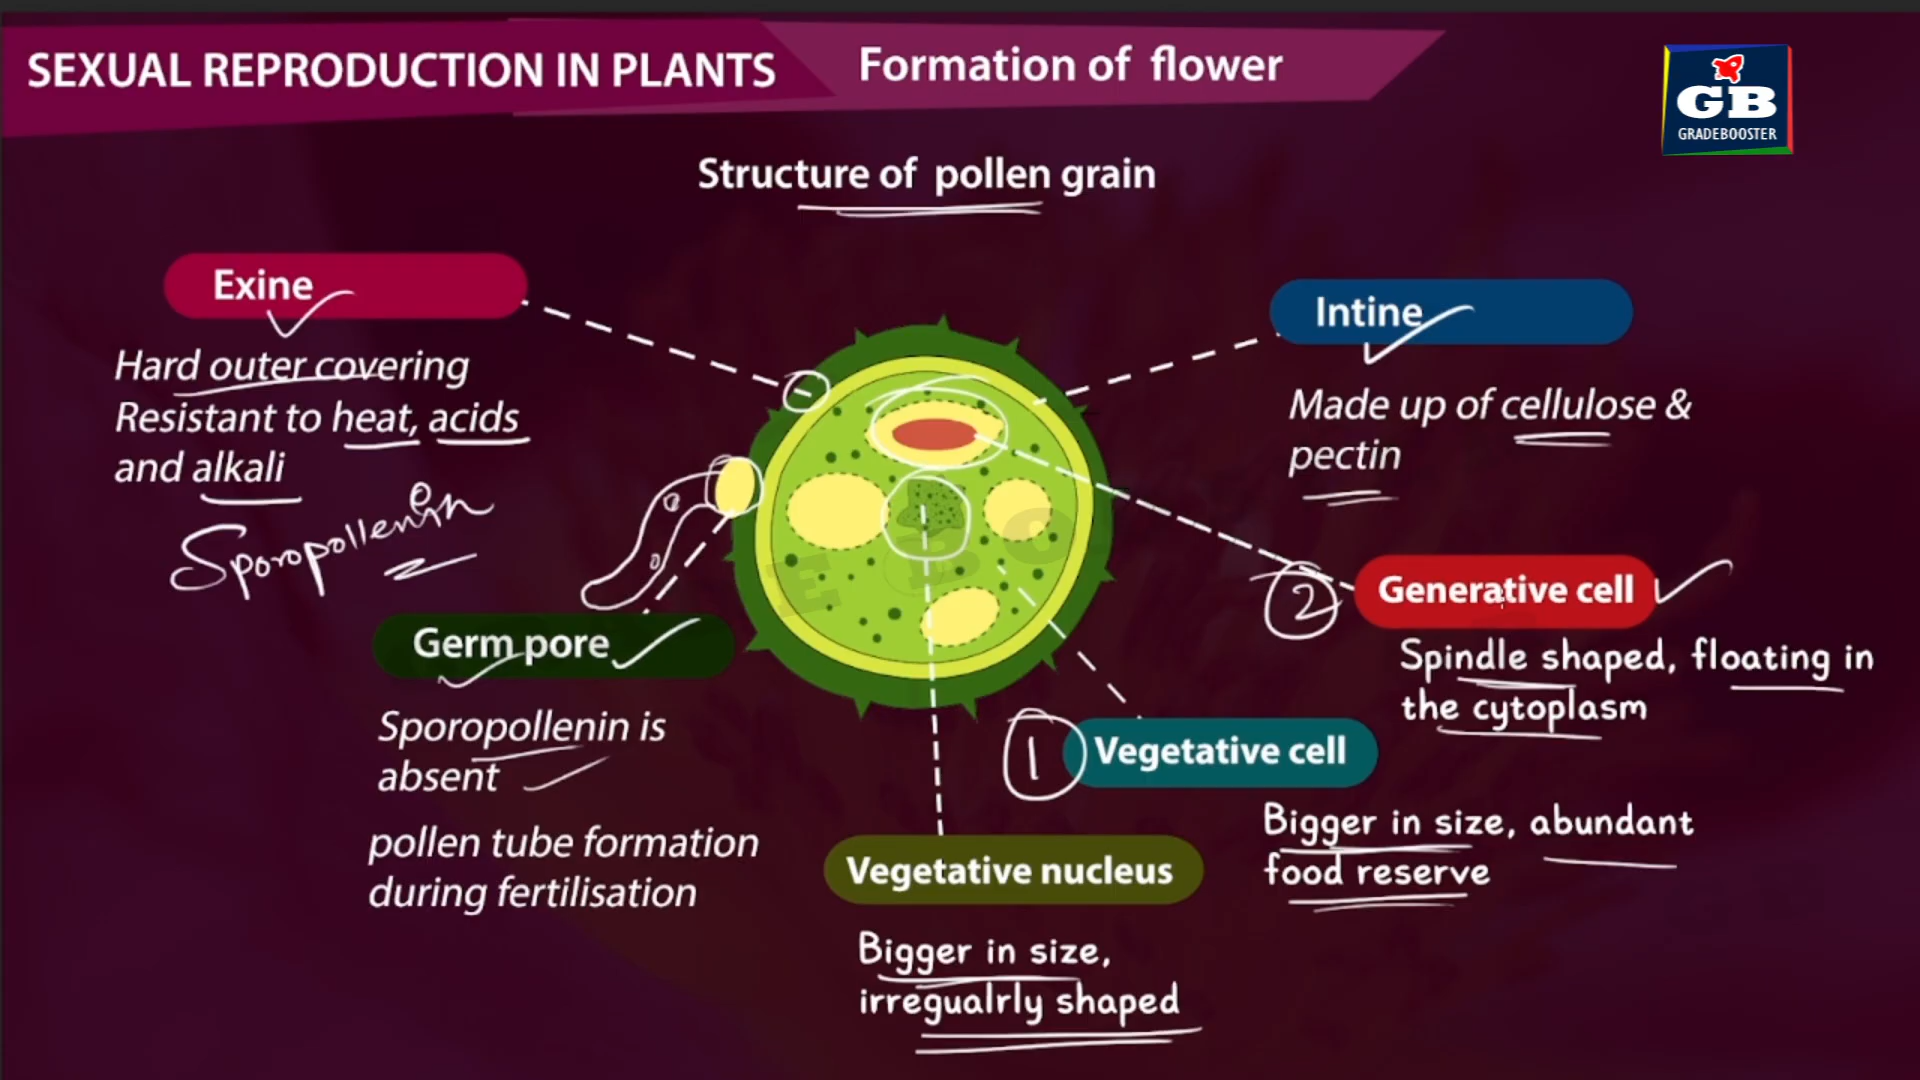 SEXUAL REPRODUCTION IN PLANTS
Formation of flower
GB
GRADEBOOSTER
Structure of pollen grain
Exine
Hard outer covering
Resistant to heat, acids
and alkali
Sporopollenin
Intine
Made up of cellulose &
pectin
Germ pore
Sporopollenin is
absent
pollen tube formation
during fertilisation
2
Generative cell
Spindle shaped, floating in
the cytoplasm
1
Vegetative cell
Bigger in size, abundant
food reserve
Vegetative nucleus
Bigger in size,
irregualrly shaped